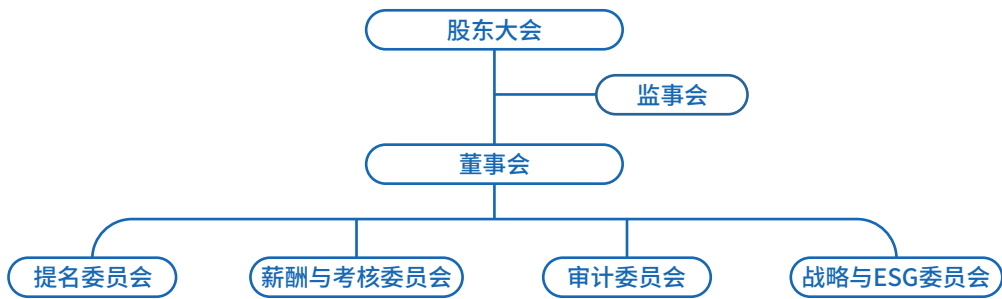 股东大会
监事会
董事会
提名委员会
薪酬与考核委员会
审计委员会
战略与ESG委员会